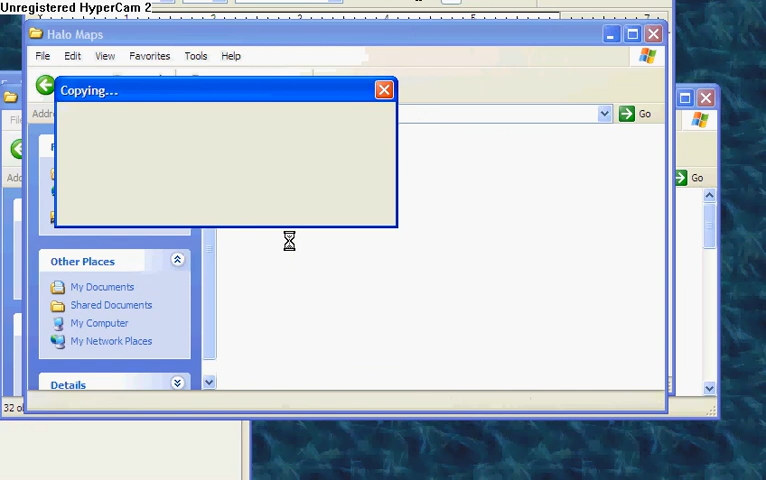 Unregistered HyperCam 2
Halo Maps
File Edit View Favorites Tools Help
Copying...
Go
Go
Other Places
My Documents
Shared Documents
My Computer
My Network Places
Details